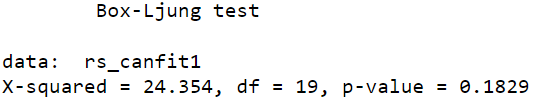 Box-Ljung test
data:  rs_canfit1
X-squared = 24.354, df = 19, p-value = 0.1829